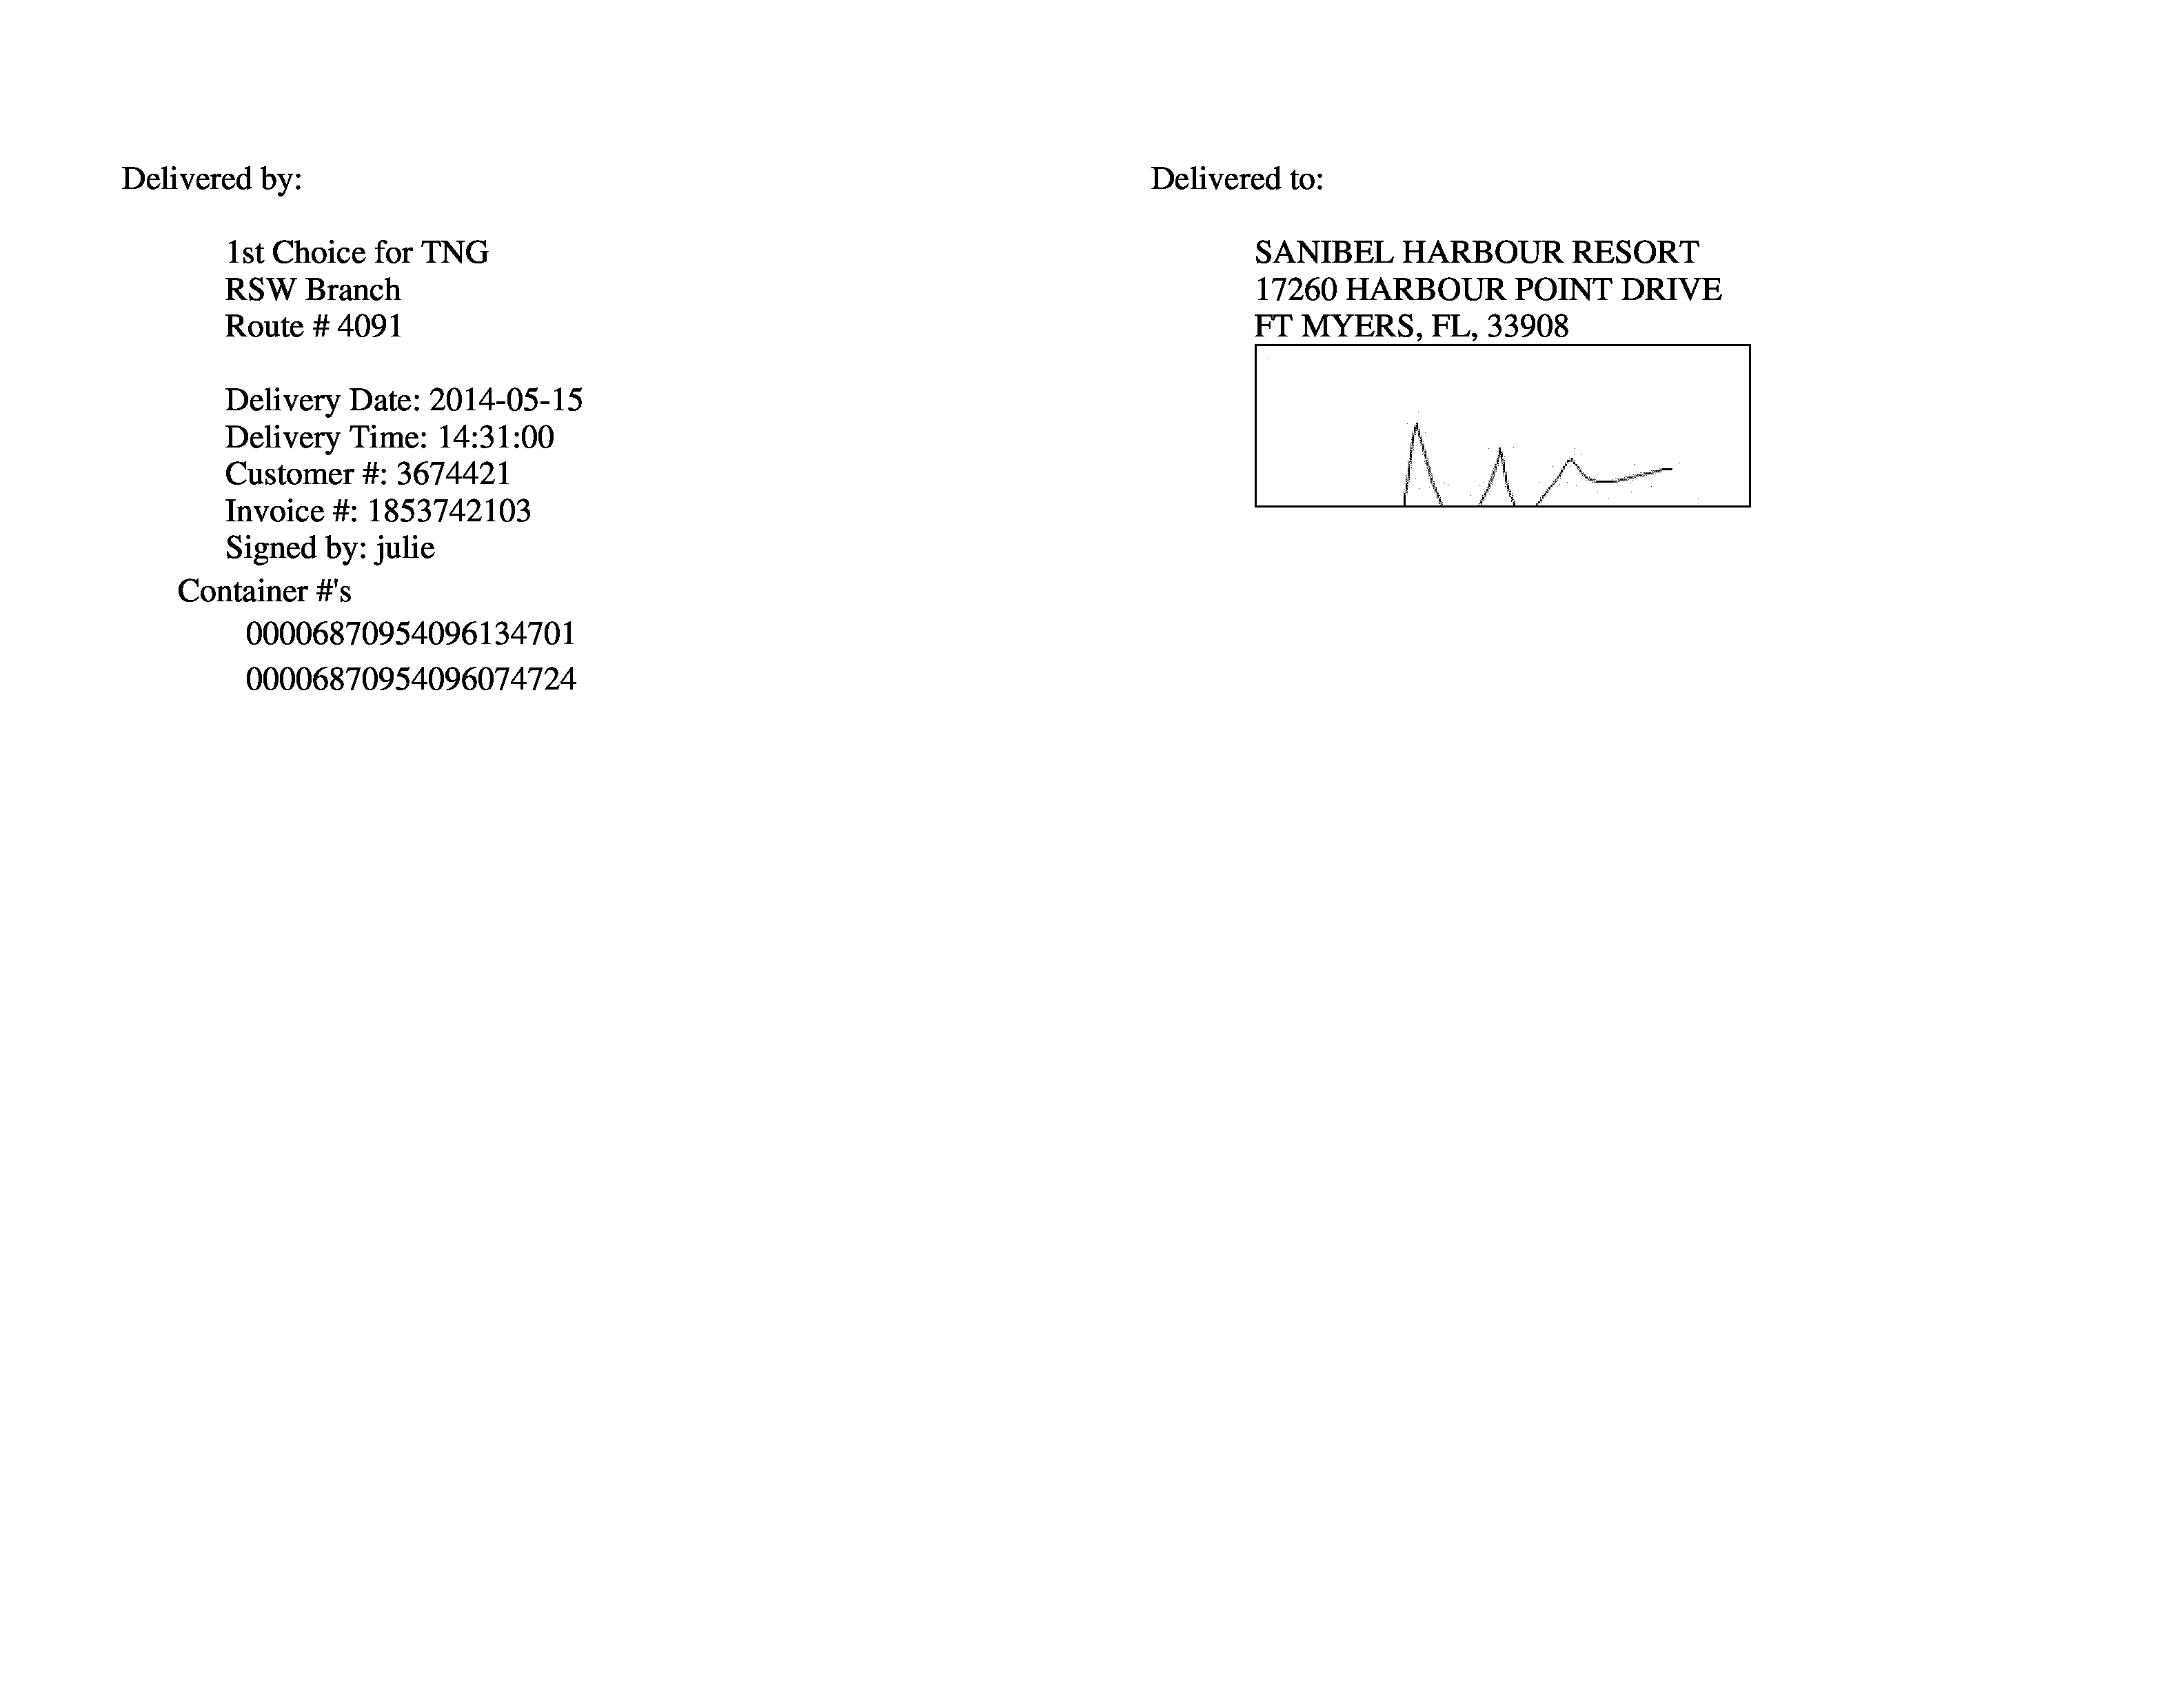 Delivered by:
1st Choice for TNG
RSW Branch
Route # 4091
Delivery Date: 2014-05-15
Delivery Time: 14:31:00
Customer #: 3674421
Invoice #: 1853742103
Signed by: julie
Container #'s
00006870954096134701
00006870954096074724
Delivered to:
SANIBEL HARBOUR RESORT
17260 HARBOUR POINT DRIVE
FT MYERS, FL, 33908